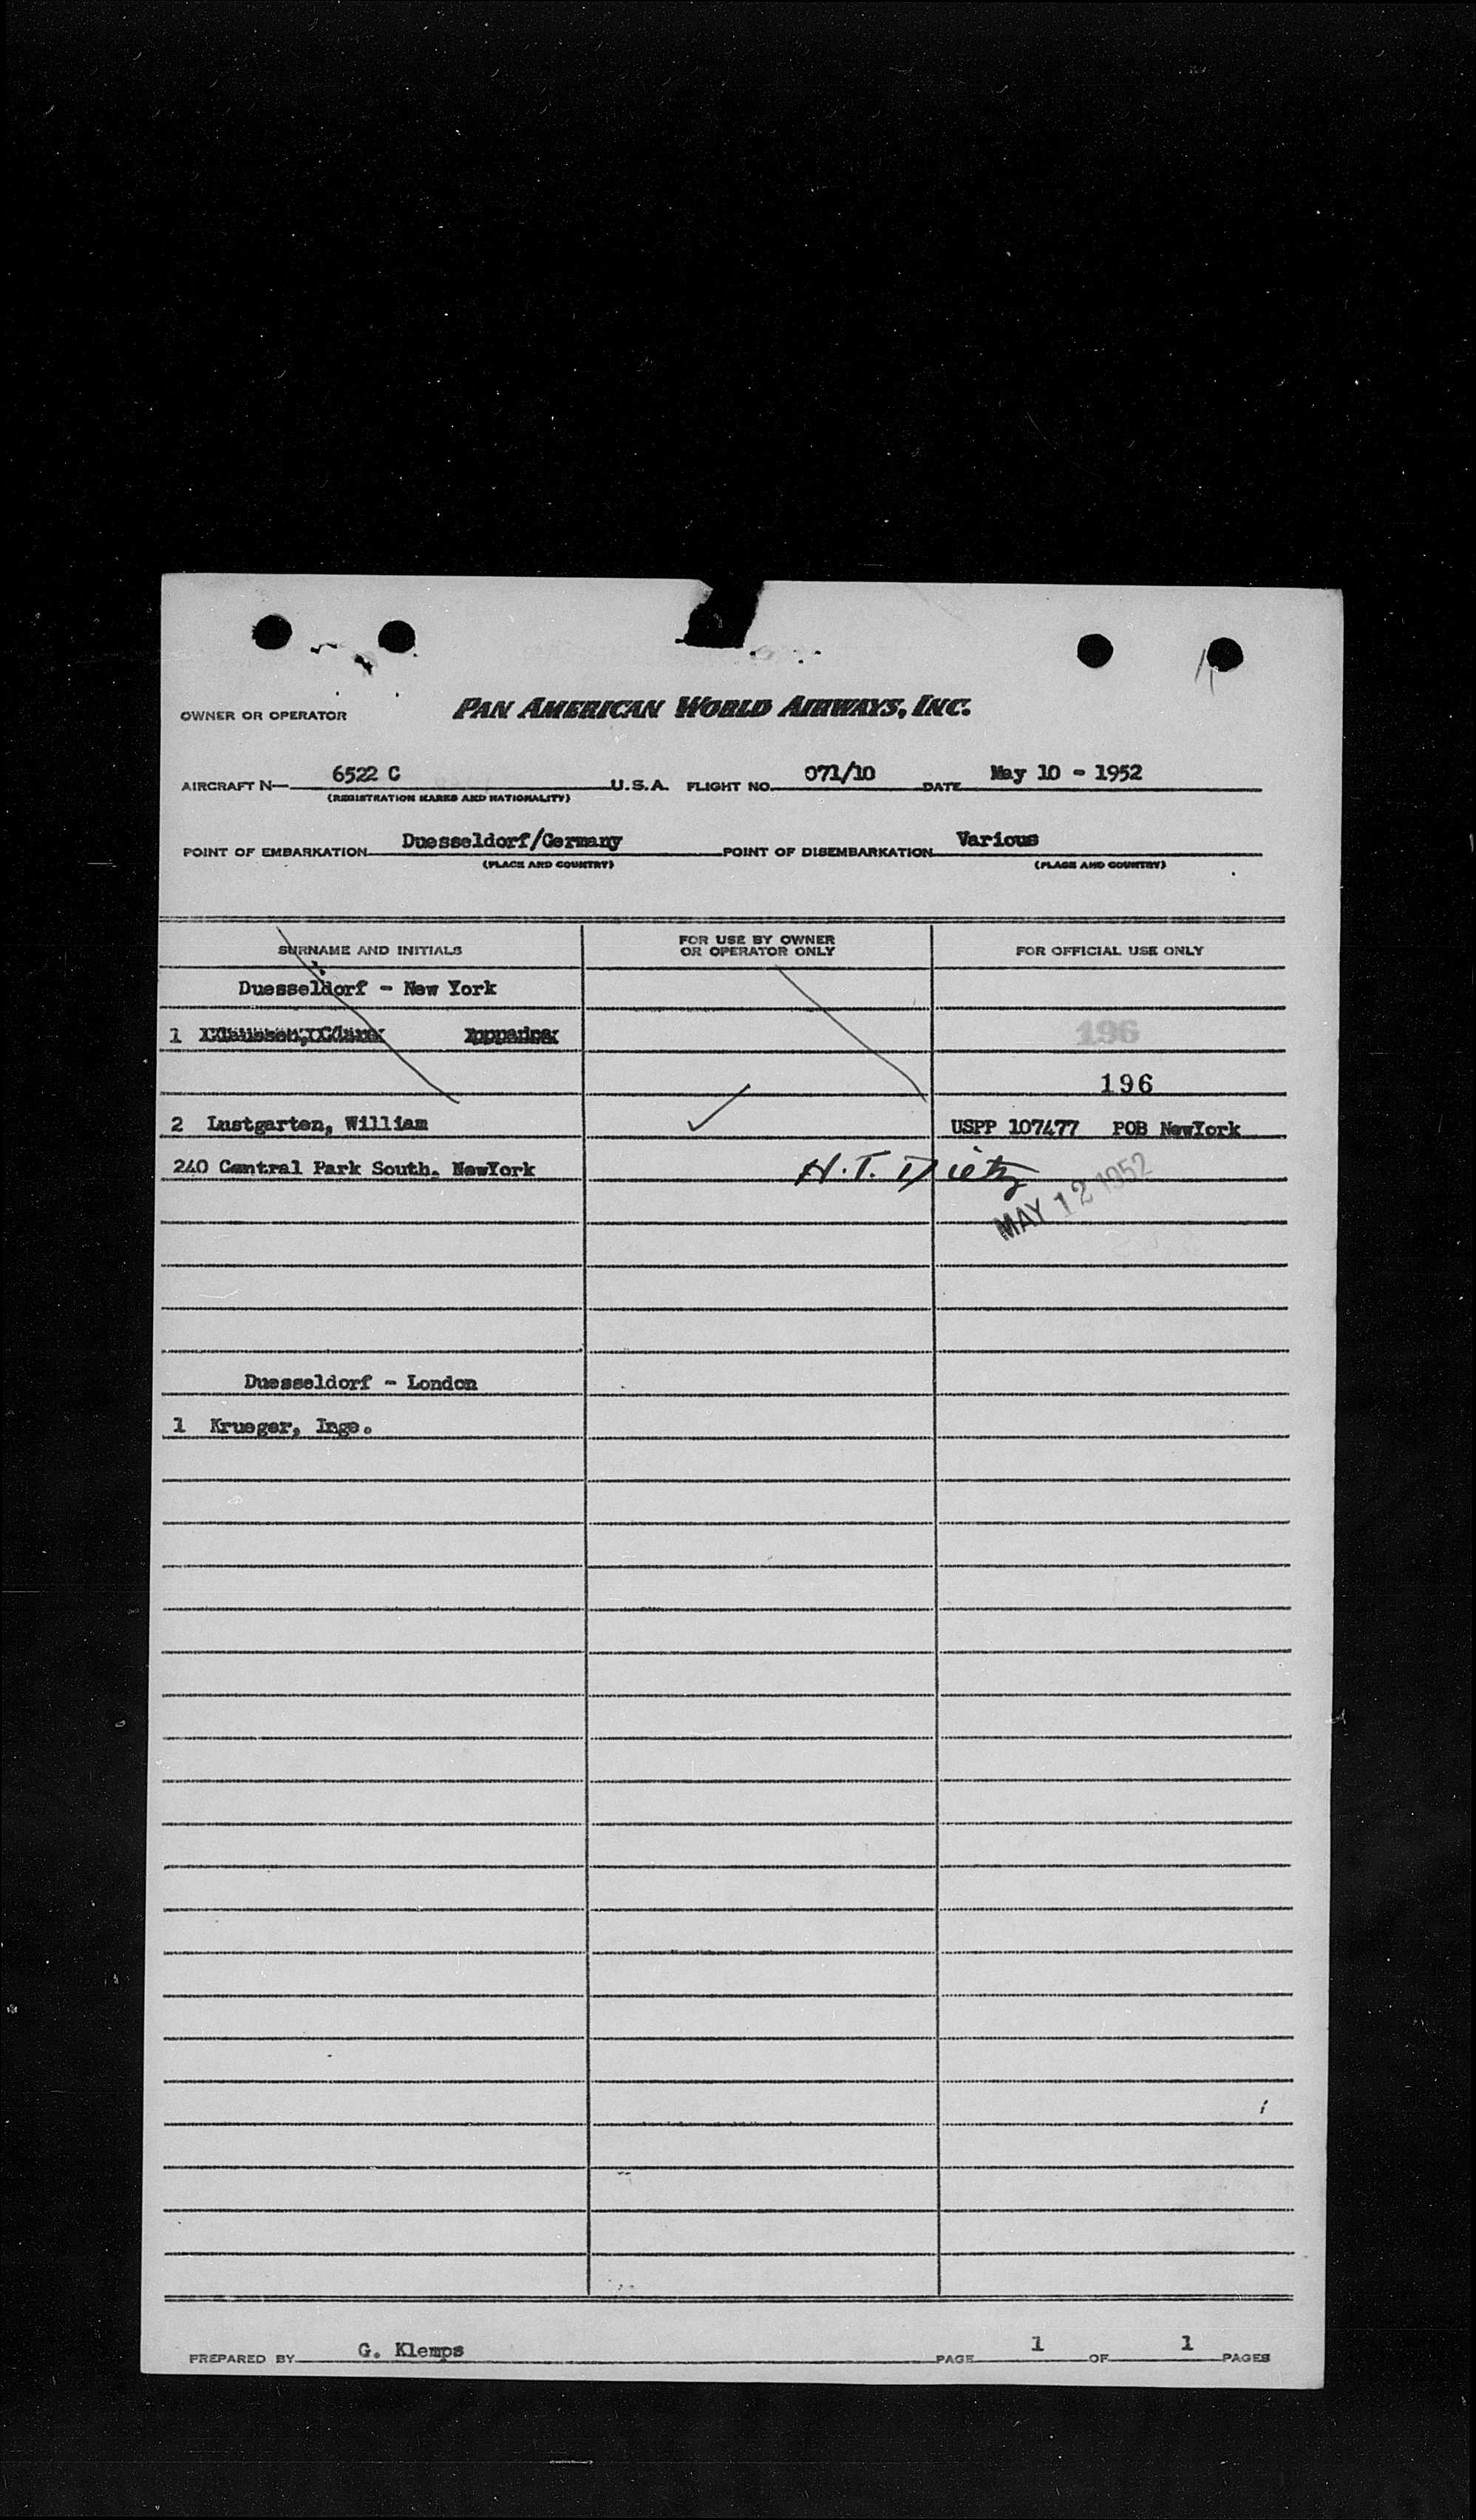 OWNER OR OPERATOR PAN AMERICAN WORLD AIRWAYS, INC.
AIRCRAFT N— 6522 C U.S.A. FLIGHT NO. 071/10 DATE May 10 - 1952
(REGISTRATION MARKS AND NATIONALITY)
POINT OF EMBARKATION Duesseldorf/Germany POINT OF DISEMBARKATION Various
(PLACE AND COUNTRY) (PLACE AND COUNTRY)
SURNAME AND INITIALS FOR USE BY OWNER OR OPERATOR ONLY FOR OFFICIAL USE ONLY
Duesseldorf - New York
1 196
196
2 Lustgarten, William USPP 107477 POB NewYork
240 Central Park South. NewYork H.T. Dietz
MAY 12 1952
Duesseldorf - London
1 Krueger, Inge.
PREPARED BY G. Klemps PAGE 1 OF 1 PAGES